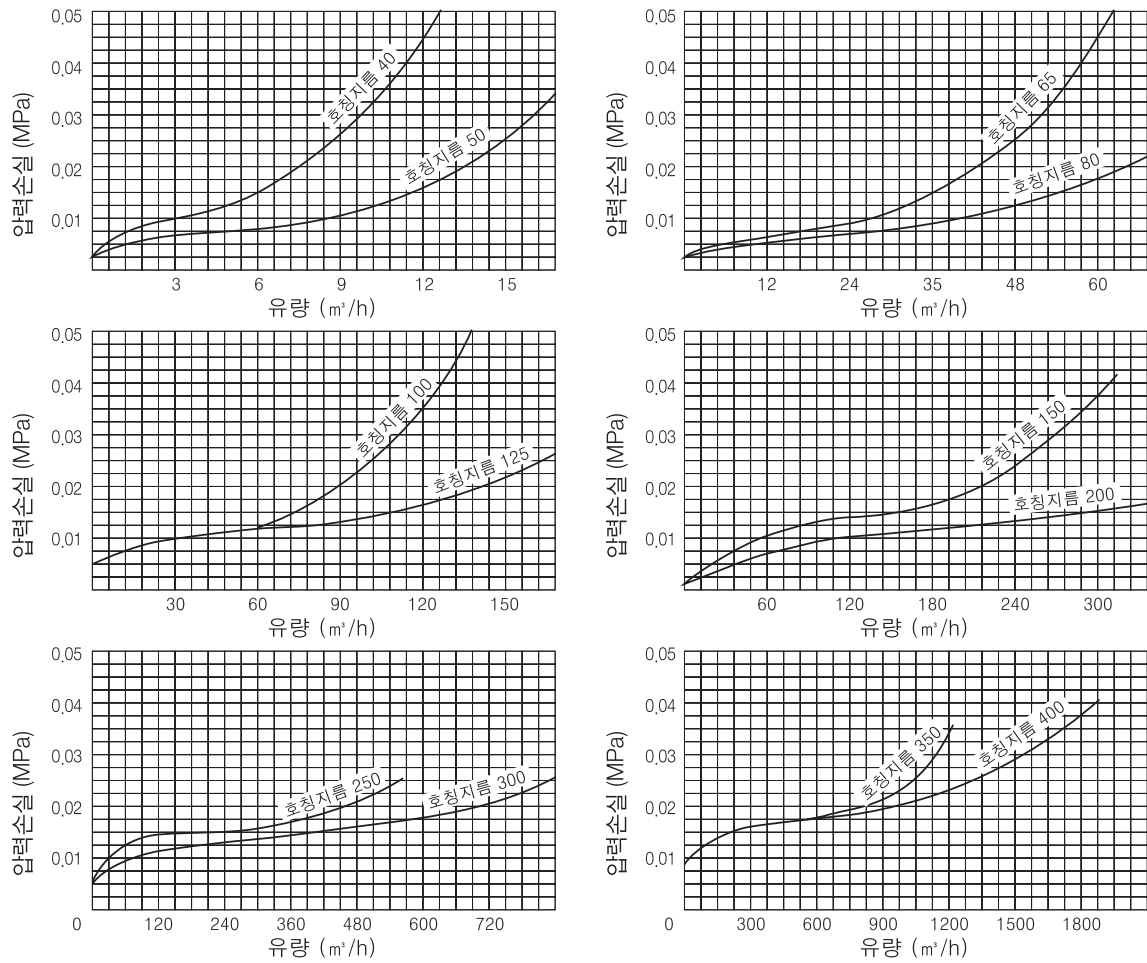 0.05
0.04
0.03
0.02
0.01
압력손실 (MPa)
호칭지름 40
호칭지름 50
3 6 9 12 15
유량 (㎥/h)
0.05
0.04
0.03
0.02
0.01
압력손실 (MPa)
호칭지름 65
호칭지름 80
12 24 35 48 60
유량 (㎥/h)
0.05
0.04
0.03
0.02
0.01
압력손실 (MPa)
호칭지름 100
호칭지름 125
30 60 90 120 150
유량 (㎥/h)
0.05
0.04
0.03
0.02
0.01
압력손실 (MPa)
호칭지름 150
호칭지름 200
60 120 180 240 300
유량 (㎥/h)
0.05
0.04
0.03
0.02
0.01
압력손실 (MPa)
호칭지름 250
호칭지름 300
0 120 240 360 480 600 720
유량 (㎥/h)
0.05
0.04
0.03
0.02
0.01
압력손실 (MPa)
호칭지름 350
호칭지름 400
0 300 600 900 1200 1500 1800
유량 (㎥/h)